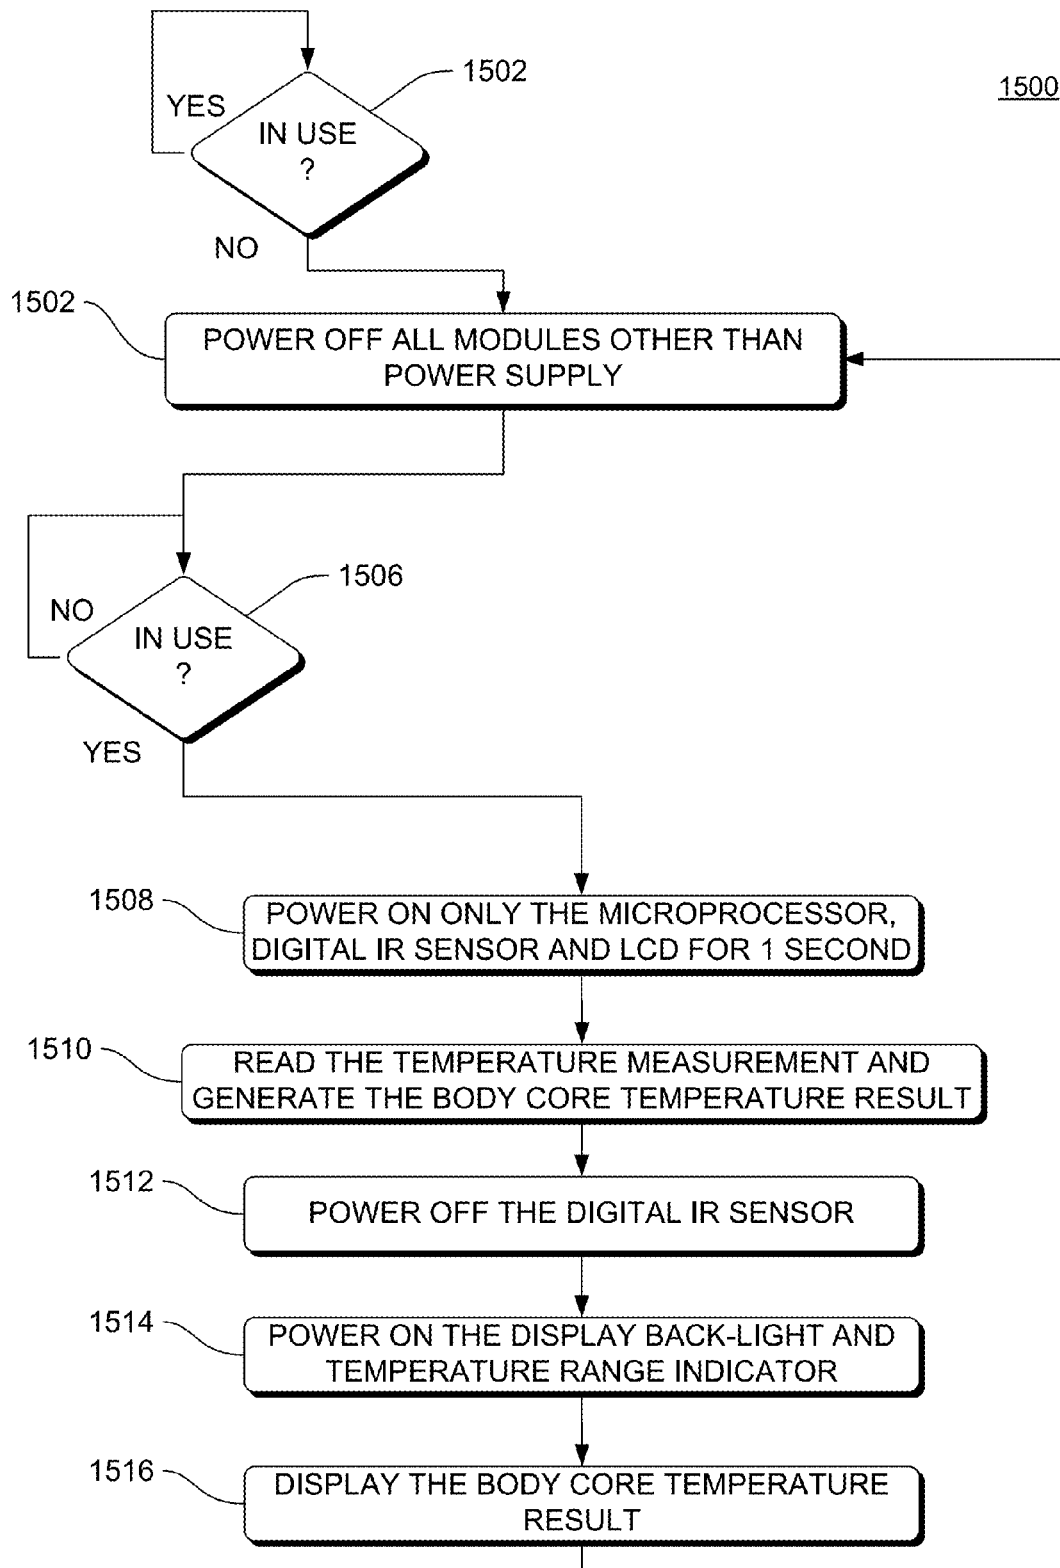 1500
1502
YES
IN USE
?
NO
1502
POWER OFF ALL MODULES OTHER THAN
POWER SUPPLY
1506
NO
IN USE
?
YES
1508
POWER ON ONLY THE MICROPROCESSOR,
DIGITAL IR SENSOR AND LCD FOR 1 SECOND
1510
READ THE TEMPERATURE MEASUREMENT AND
GENERATE THE BODY CORE TEMPERATURE RESULT
1512
POWER OFF THE DIGITAL IR SENSOR
1514
POWER ON THE DISPLAY BACK-LIGHT AND
TEMPERATURE RANGE INDICATOR
1516
DISPLAY THE BODY CORE TEMPERATURE
RESULT